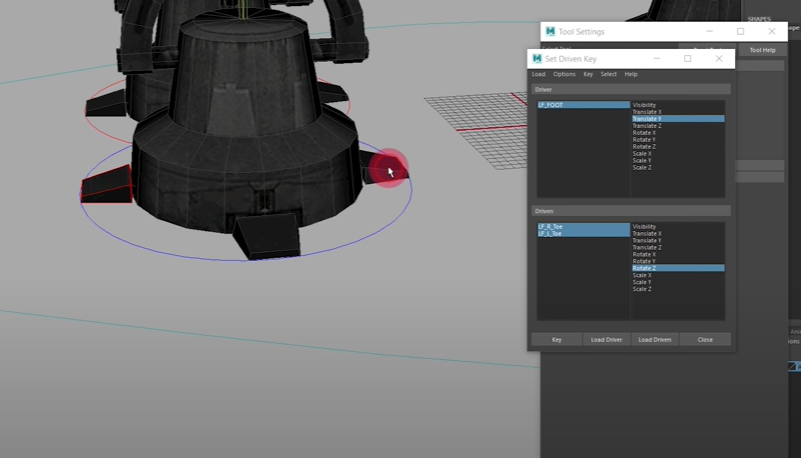 SHAPES
Tool Settings
Tool Help
Set Driven Key
Load Options Key Select Help
Driver
LF_FOOT
Visibility
Translate X
Translate Y
Translate Z
Rotate X
Rotate Y
Rotate Z
Scale X
Scale Y
Scale Z
Driven
LF_R_Toe
LF_L_Toe
Visibility
Translate X
Translate Y
Translate Z
Rotate X
Rotate Y
Rotate Z
Scale X
Scale Y
Scale Z
Key Load Driver Load Driven Close